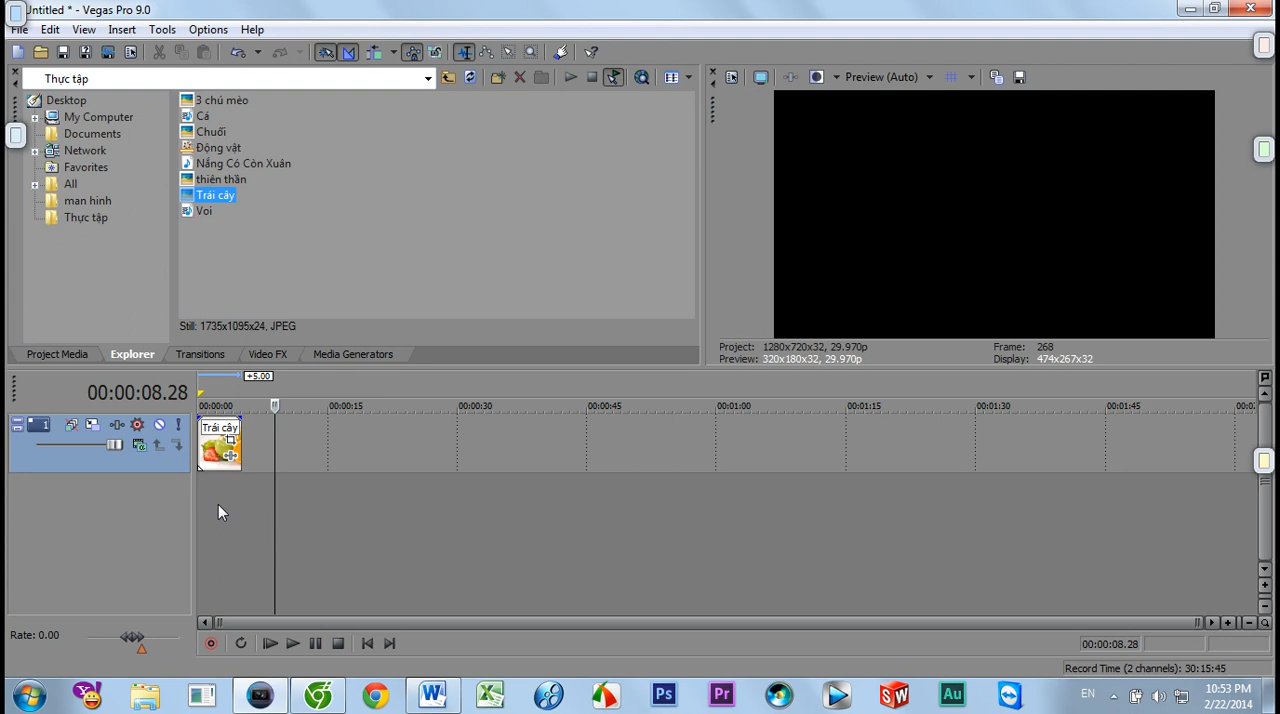 Untitled * - Vegas Pro 9.0
File Edit View Insert Tools Options Help
Thực tập
Preview (Auto)
Desktop
My Computer
Documents
Network
Favorites
All
man hinh
Thực tập
3 chú mèo
Cá
Chuối
Động vật
Nắng Có Còn Xuân
thiên thần
Trái cây
Voi
Still: 1735x1095x24, JPEG
Project Media Explorer Transitions Video FX Media Generators
Project: 1280x720x32, 29.970p Frame: 268
Preview: 320x180x32, 29.970p Display: 474x267x32
00:00:08.28
+5.00
00:00:00 00:00:15 00:00:30 00:00:45 00:01:00 00:01:15 00:01:30 00:01:45
1
Trái cây
Rate: 0.00
00:00:08.28
Record Time (2 channels): 30:15:45
W Ps Pr SW Au
EN
10:53 PM
2/22/2014